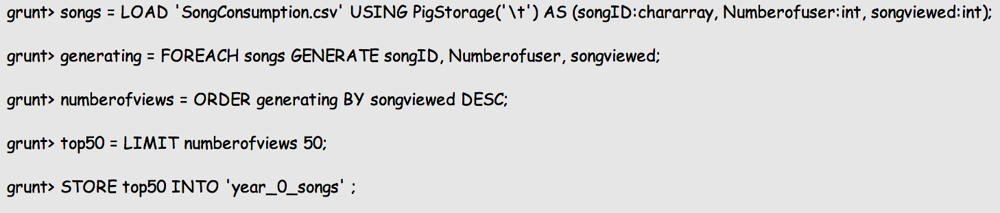 grunt> songs = LOAD 'SongConsumption.csv' USING PigStorage('\t') AS (songID:chararray, Numberofuser:int, songviewed:int);
grunt> generating = FOREACH songs GENERATE songID, Numberofuser, songviewed;
grunt> numberofviews = ORDER generating BY songviewed DESC;
grunt> top50 = LIMIT numberofviews 50;
grunt> STORE top50 INTO 'year_0_songs' ;